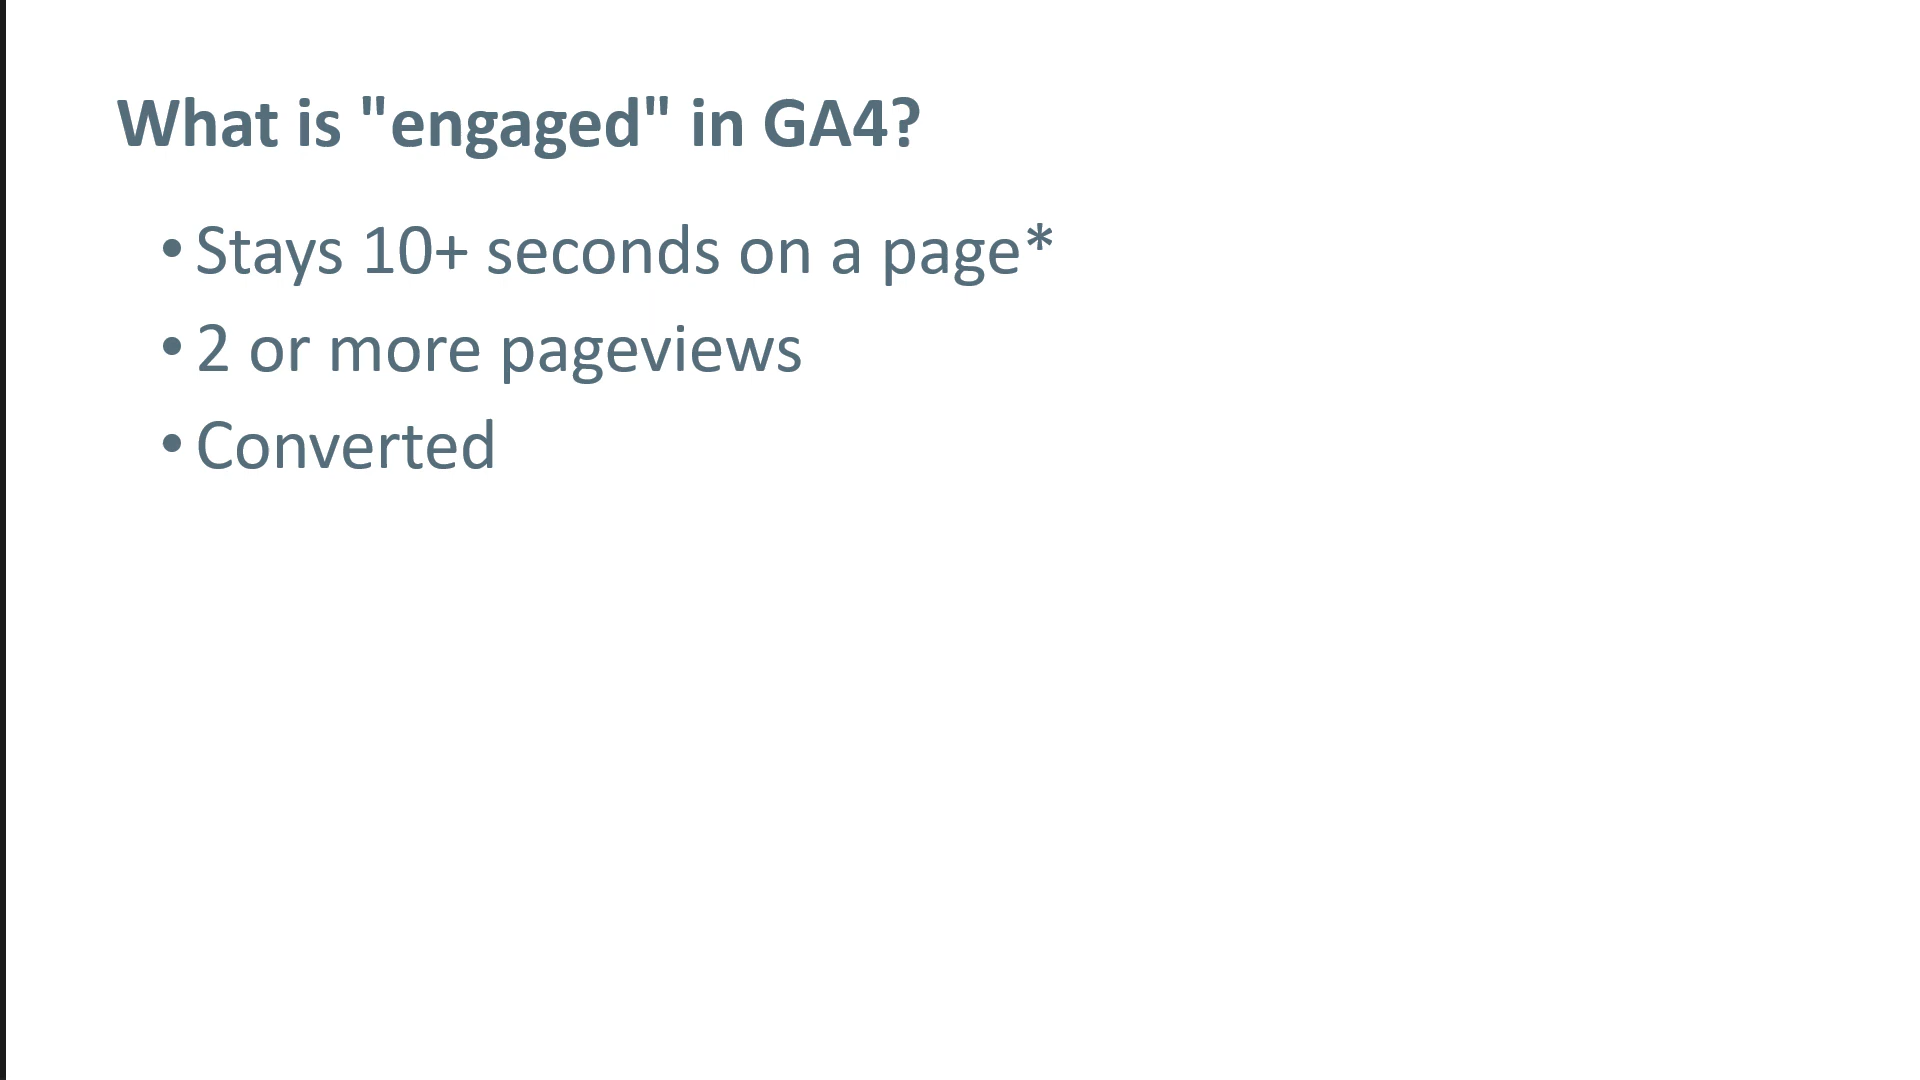 What is "engaged" in GA4?
• Stays 10+ seconds on a page*
• 2 or more pageviews
• Converted